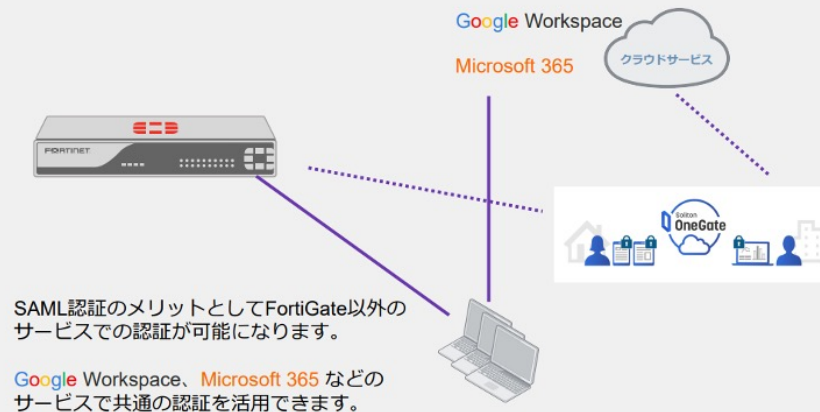 Google Workspace
Microsoft 365
クラウドサービス
FORTINET
Soliton
OneGate
SAML認証のメリットとしてFortiGate以外の
サービスでの認証が可能になります。
Google Workspace、Microsoft 365 などの
サービスで共通の認証を活用できます。